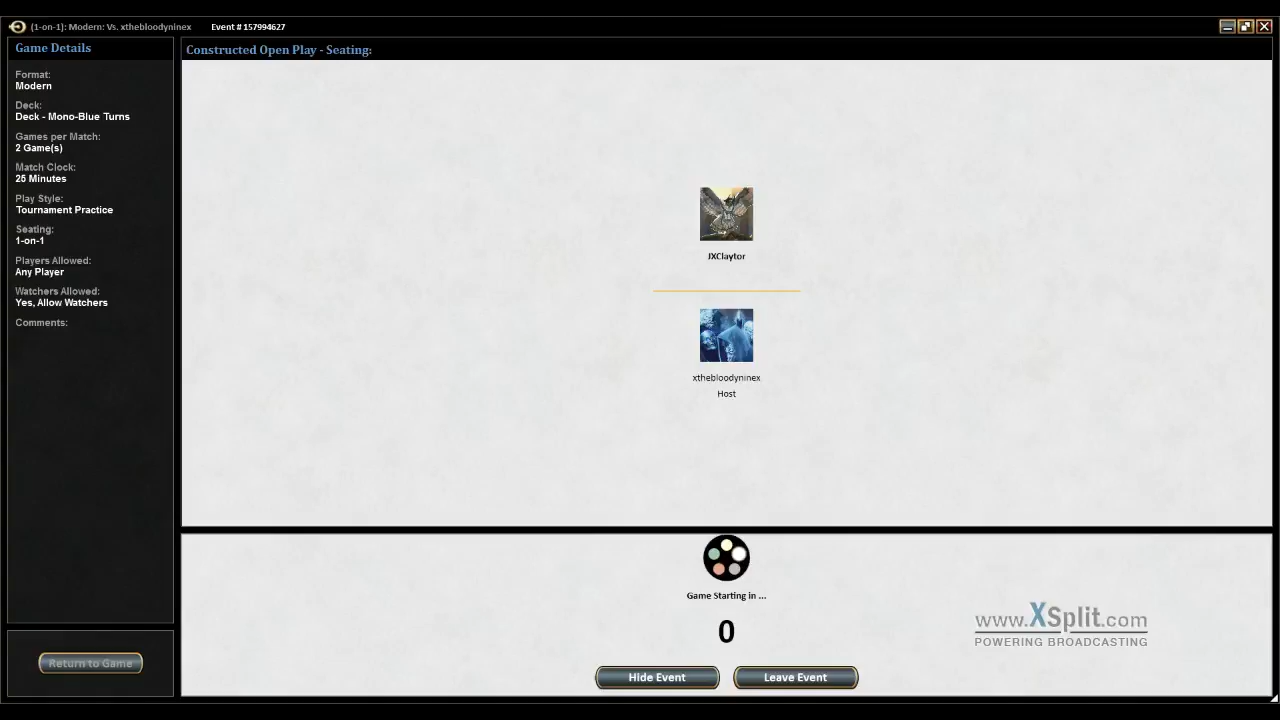 (1-on-1): Modern: Vs. xthebloodyninex Event # 157994627
Game Details
Format:
Modern
Deck:
Deck - Mono-Blue Turns
Games per Match:
2 Game(s)
Match Clock:
25 Minutes
Play Style:
Tournament Practice
Seating:
1-on-1
Players Allowed:
Any Player
Watchers Allowed:
Yes, Allow Watchers
Comments:
Return to Game
Constructed Open Play - Seating:
JXClaytor
xthebloodyninex
Host
Game Starting in ...
0
Hide Event Leave Event
www.XSplit.com
POWERING BROADCASTING